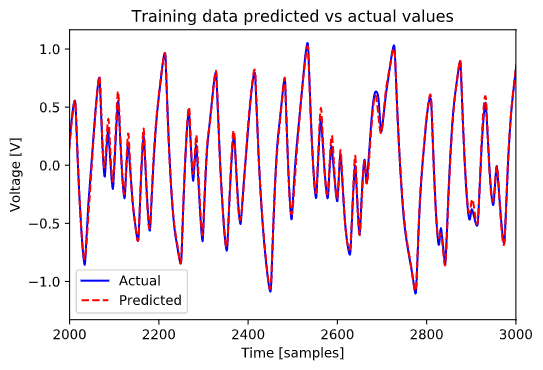 Training data predicted vs actual values
1.0
0.5
0.0
−0.5
−1.0
Voltage [V]
Actual
Predicted
2000 2200 2400 2600 2800 3000
Time [samples]